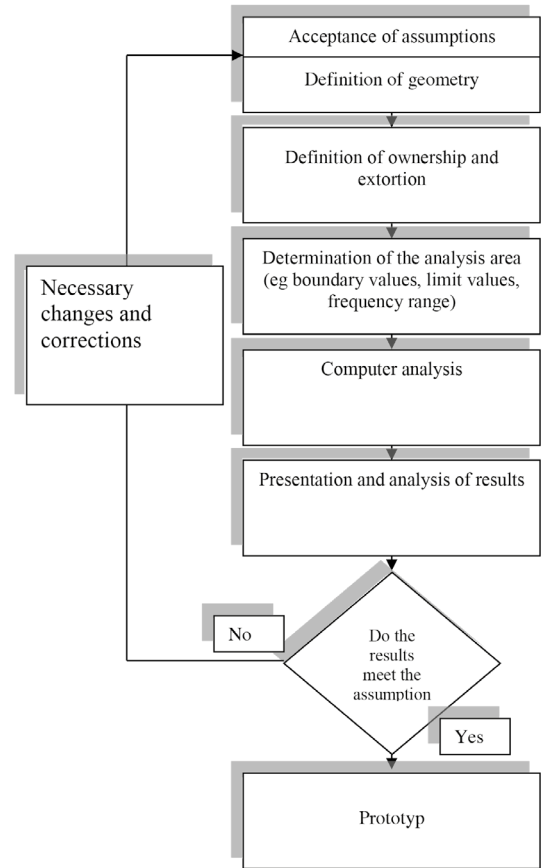 Acceptance of assumptions
Definition of geometry
Definition of ownership and
extortion
Determination of the analysis area
(eg boundary values, limit values,
frequency range)
Necessary
changes and
corrections
Computer analysis
Presentation and analysis of results
No
Do the
results
meet the
assumption
Yes
Prototyp